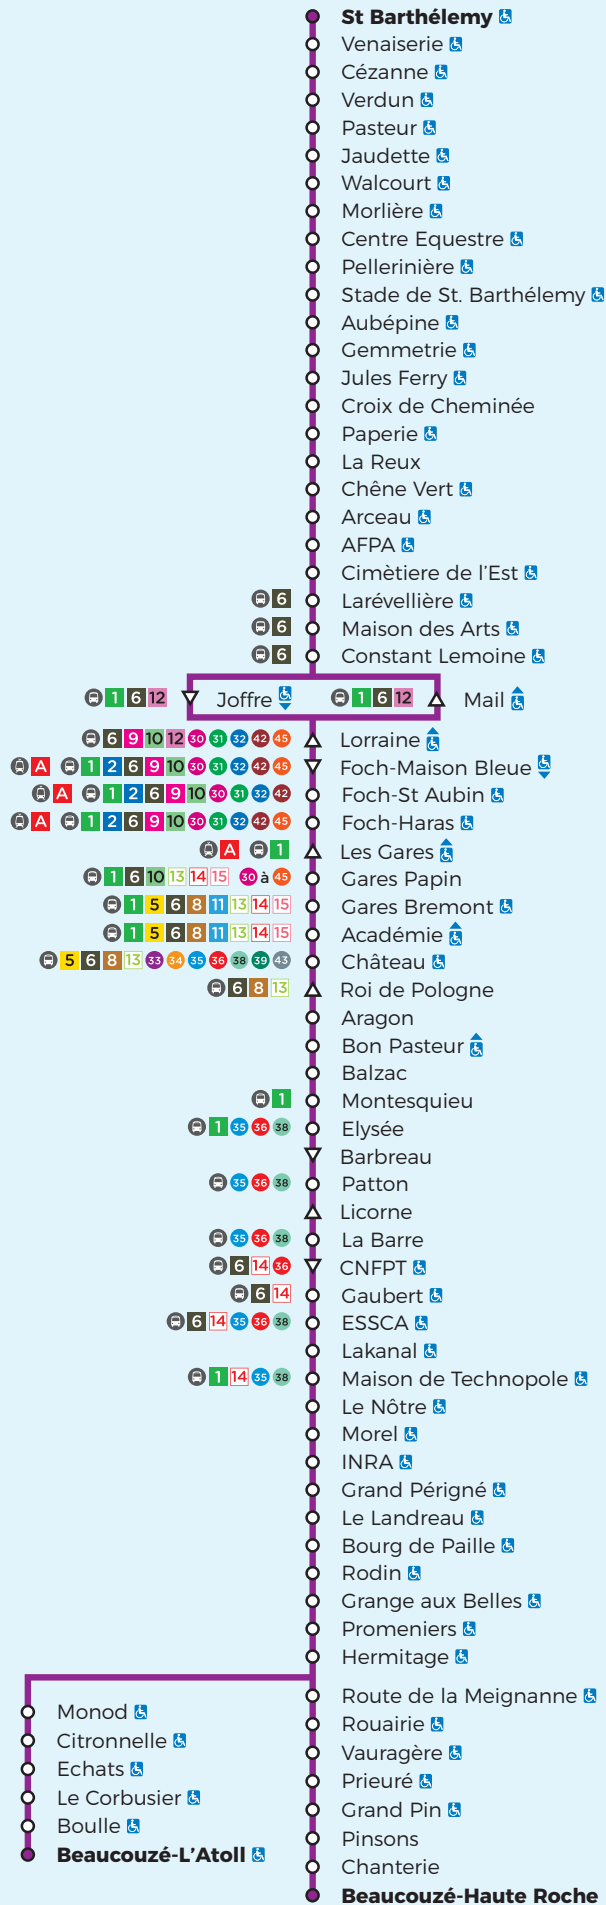 St Barthélemy
Venaiserie
Cézanne
Verdun
Pasteur
Jaudette
Walcourt
Morlière
Centre Equestre
Pellerinière
Stade de St. Barthélemy
Aubépine
Gemmetrie
Jules Ferry
Croix de Cheminée
Paperie
La Reux
Chêne Vert
Arceau
AFPA
Cimètiere de l'Est
6 Larévellière
6 Maison des Arts
6 Constant Lemoine
1 6 12 Joffre 1 6 12 Mail
6 9 10 12 30 31 32 42 45 Lorraine
A 1 2 6 9 10 30 31 32 42 45 Foch-Maison Bleue
A 1 2 6 9 10 30 31 32 42 Foch-St Aubin
A 1 2 6 9 10 30 31 32 42 45 Foch-Haras
A 1 Les Gares
1 6 10 13 14 15 30 à 45 Gares Papin
1 5 6 8 11 13 14 15 Gares Bremont
1 5 6 8 11 13 14 15 Académie
5 6 8 13 33 34 35 36 38 39 43 Château
6 8 13 Roi de Pologne
Aragon
Bon Pasteur
Balzac
1 Montesquieu
1 35 36 38 Elysée
Barbreau
35 36 38 Patton
Licorne
35 36 38 La Barre
6 14 36 CNFPT
6 14 Gaubert
6 14 35 36 38 ESSCA
Lakanal
1 14 35 38 Maison de Technopole
Le Nôtre
Morel
INRA
Grand Périgné
Le Landreau
Bourg de Paille
Rodin
Grange aux Belles
Promeniers
Hermitage
Monod
Citronnelle
Echats
Le Corbusier
Boulle
Beaucouzé-L'Atoll
Route de la Meignanne
Rouairie
Vauragère
Prieuré
Grand Pin
Pinsons
Chanterie
Beaucouzé-Haute Roche